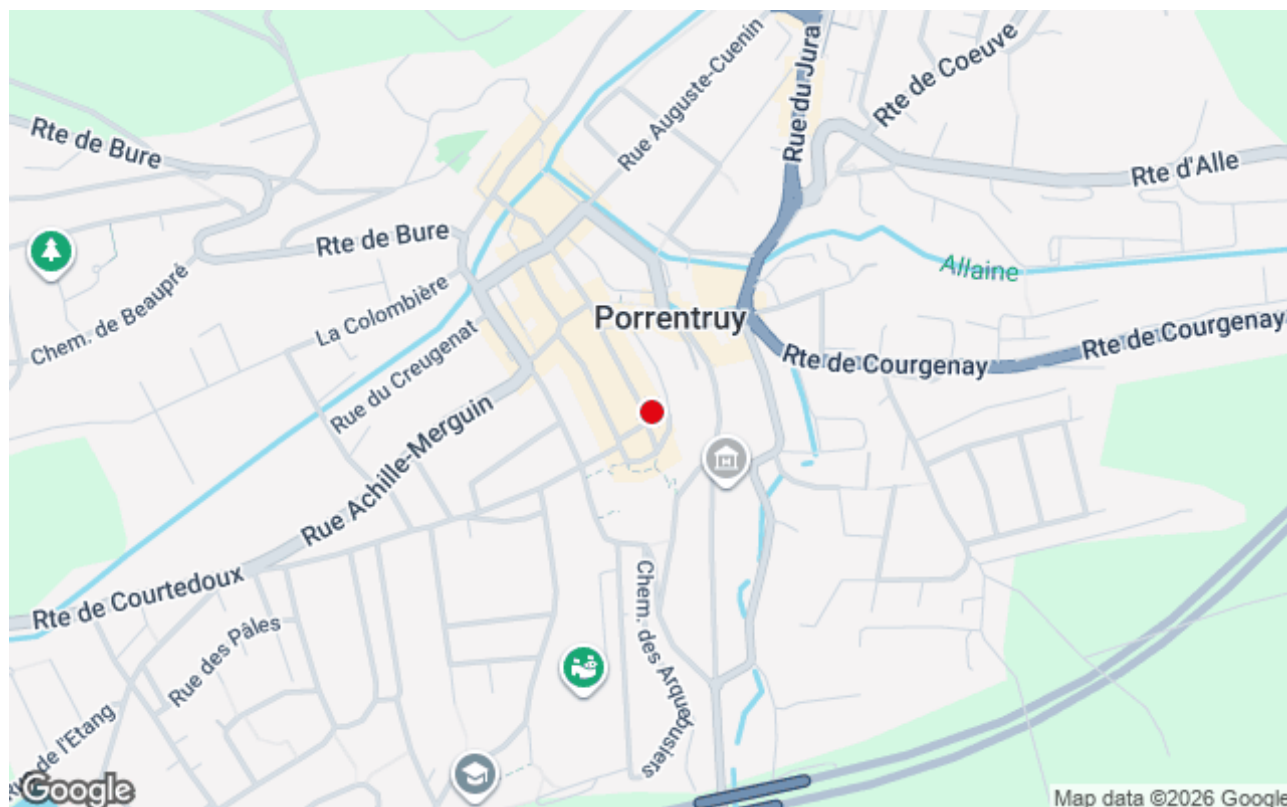 Rue Auguste-Cuenin
Rue du Jura
Rte de Coeuve
Rte de Bure
Rte d'Alle
Rte de Bure
Allaine
Chem. de Beaupré
La Colombière
Porrentruy
Rte de Courgenay
Rte de Courgenay
Rue du Creugenat
Rue Achille-Merguin
Rte de Courtedoux
Chem. des Arquebusiers
Rue des Pâles
de l'Etang
Google
Map data ©2026 Google